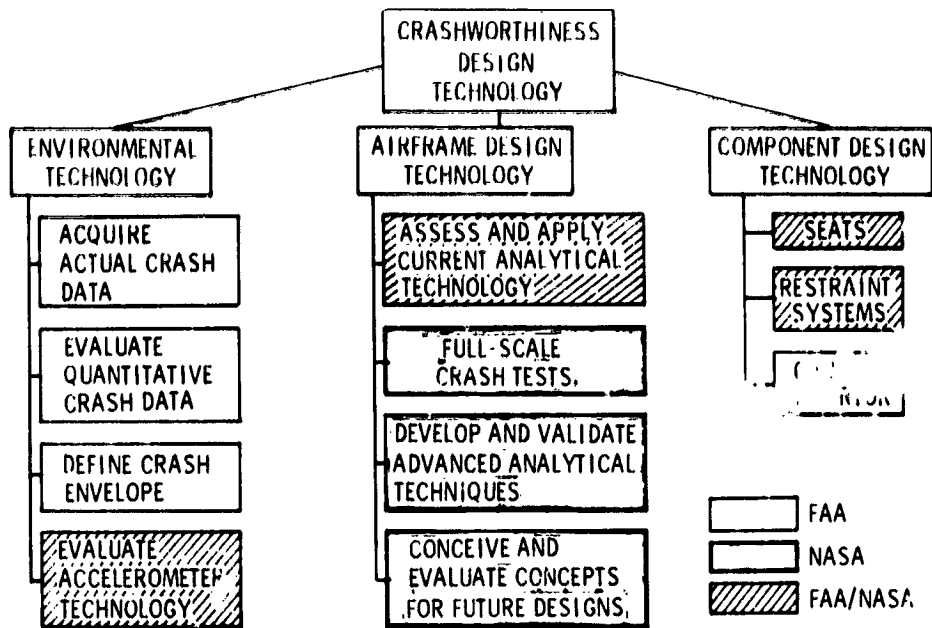 CRASHWORTHINESS
DESIGN
TECHNOLOGY
ENVIRONMENTAL
TECHNOLOGY
ACQUIRE
ACTUAL CRASH
DATA
EVALUATE
QUANTITATIVE
CRASH DATA
DEFINE CRASH
ENVELOPE
EVALUATE
ACCELEROMETER
TECHNOLOGY
AIRFRAME DESIGN
TECHNOLOGY
ASSESS AND APPLY
CURRENT ANALYTICAL
TECHNOLOGY
FULL-SCALE
CRASH TESTS,
DEVELOP AND VALIDATE
ADVANCED ANALYTICAL
TECHNIQUES
CONCEIVE AND
EVALUATE CONCEPTS
FOR FUTURE DESIGNS,
COMPONENT DESIGN
TECHNOLOGY
SEATS
RESTRAINT
SYSTEMS
FAA
NASA
FAA/NASA